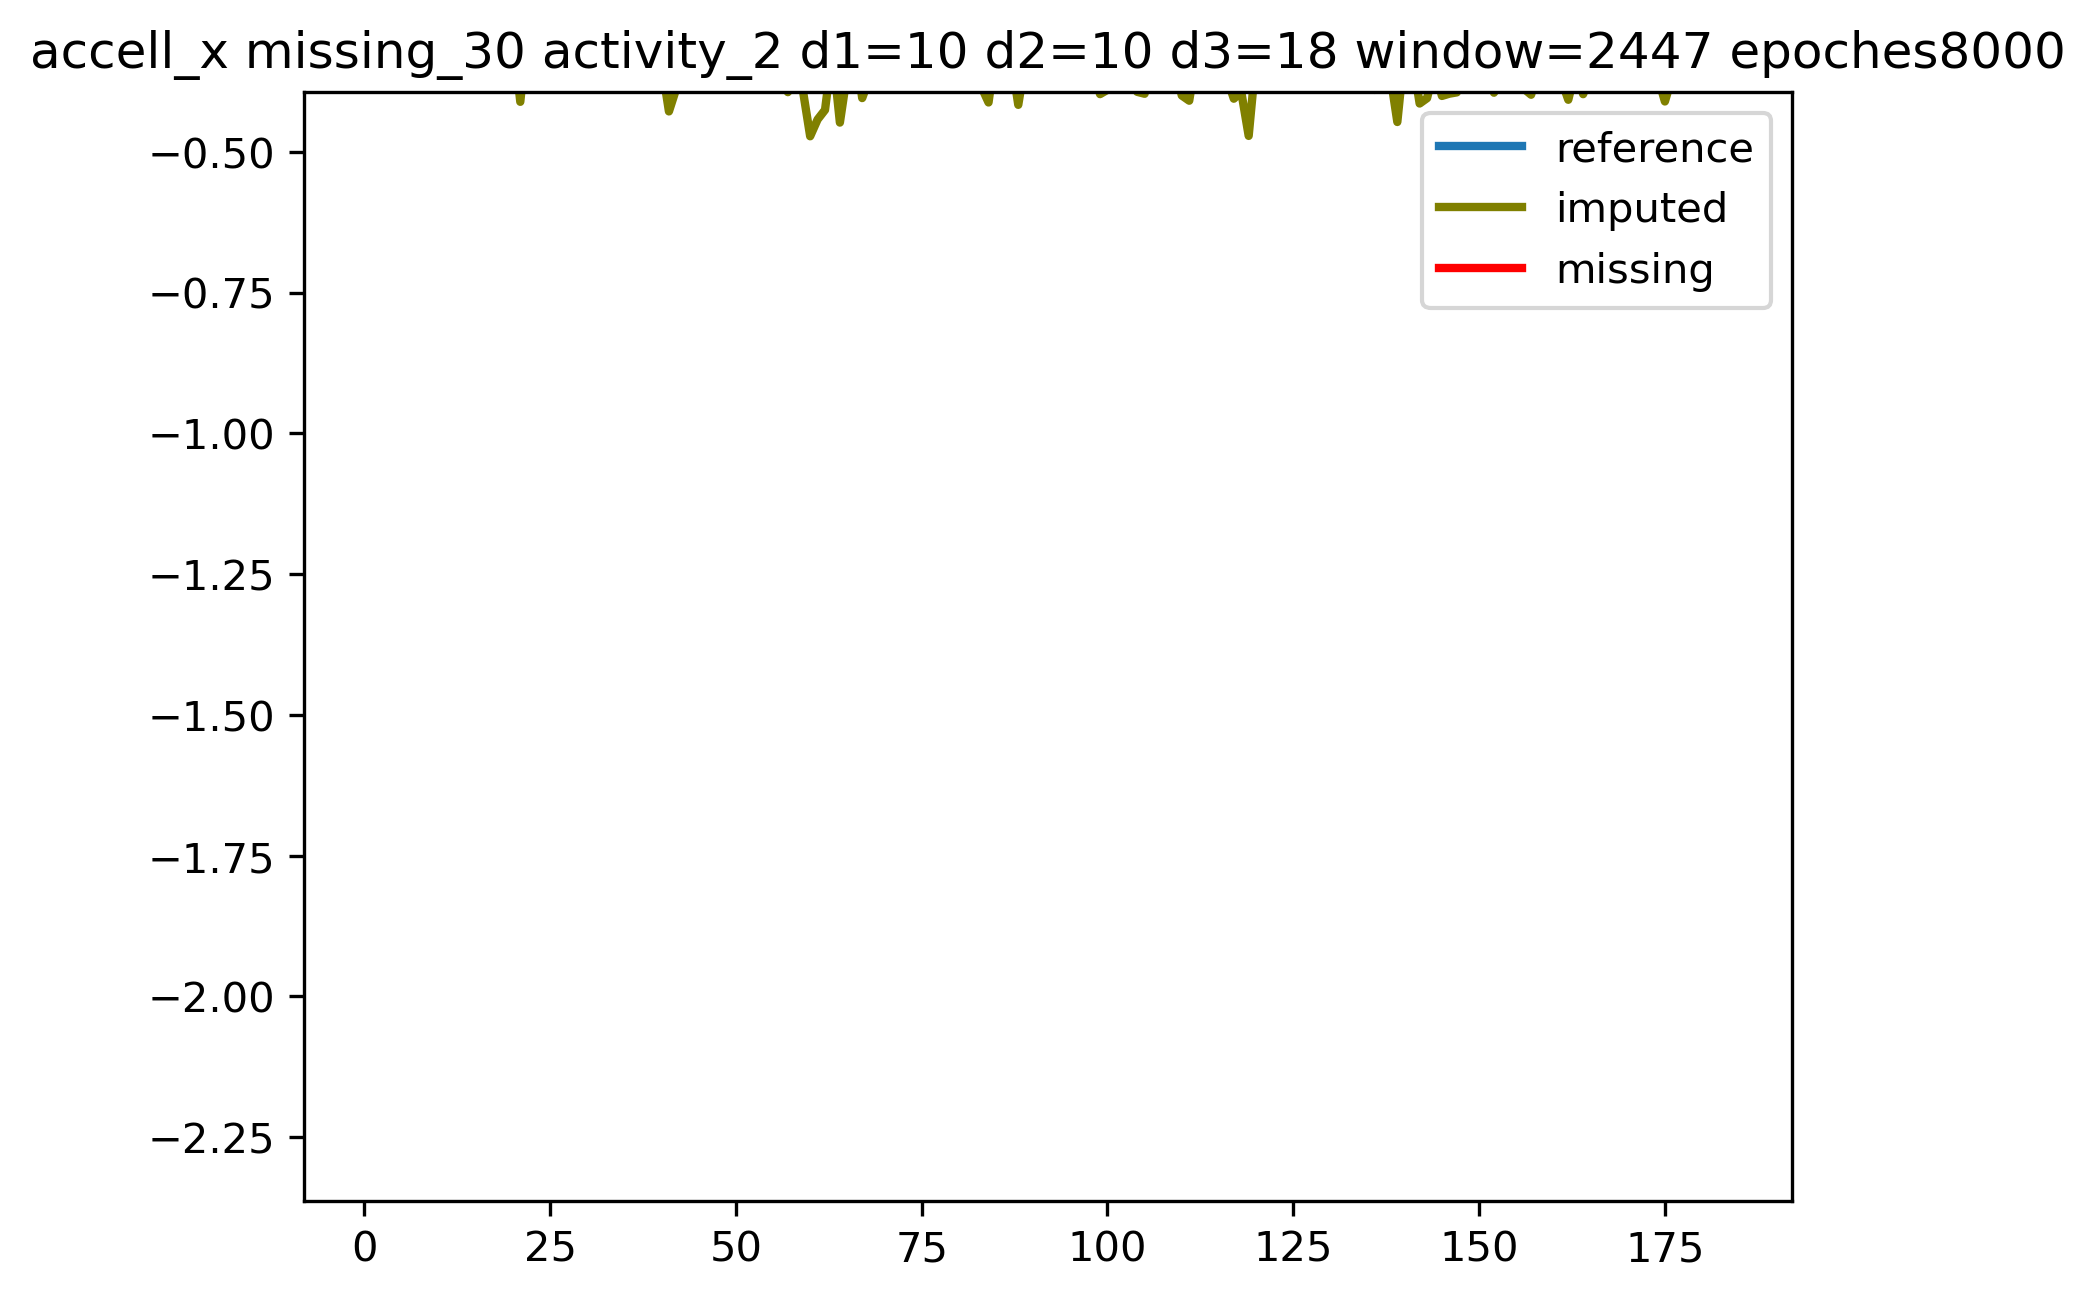 accell_x missing_30 activity_2 d1=10 d2=10 d3=18 window=2447 epoches8000
reference
imputed
missing
−0.50
−0.75
−1.00
−1.25
−1.50
−1.75
−2.00
−2.25
0 25 50 75 100 125 150 175